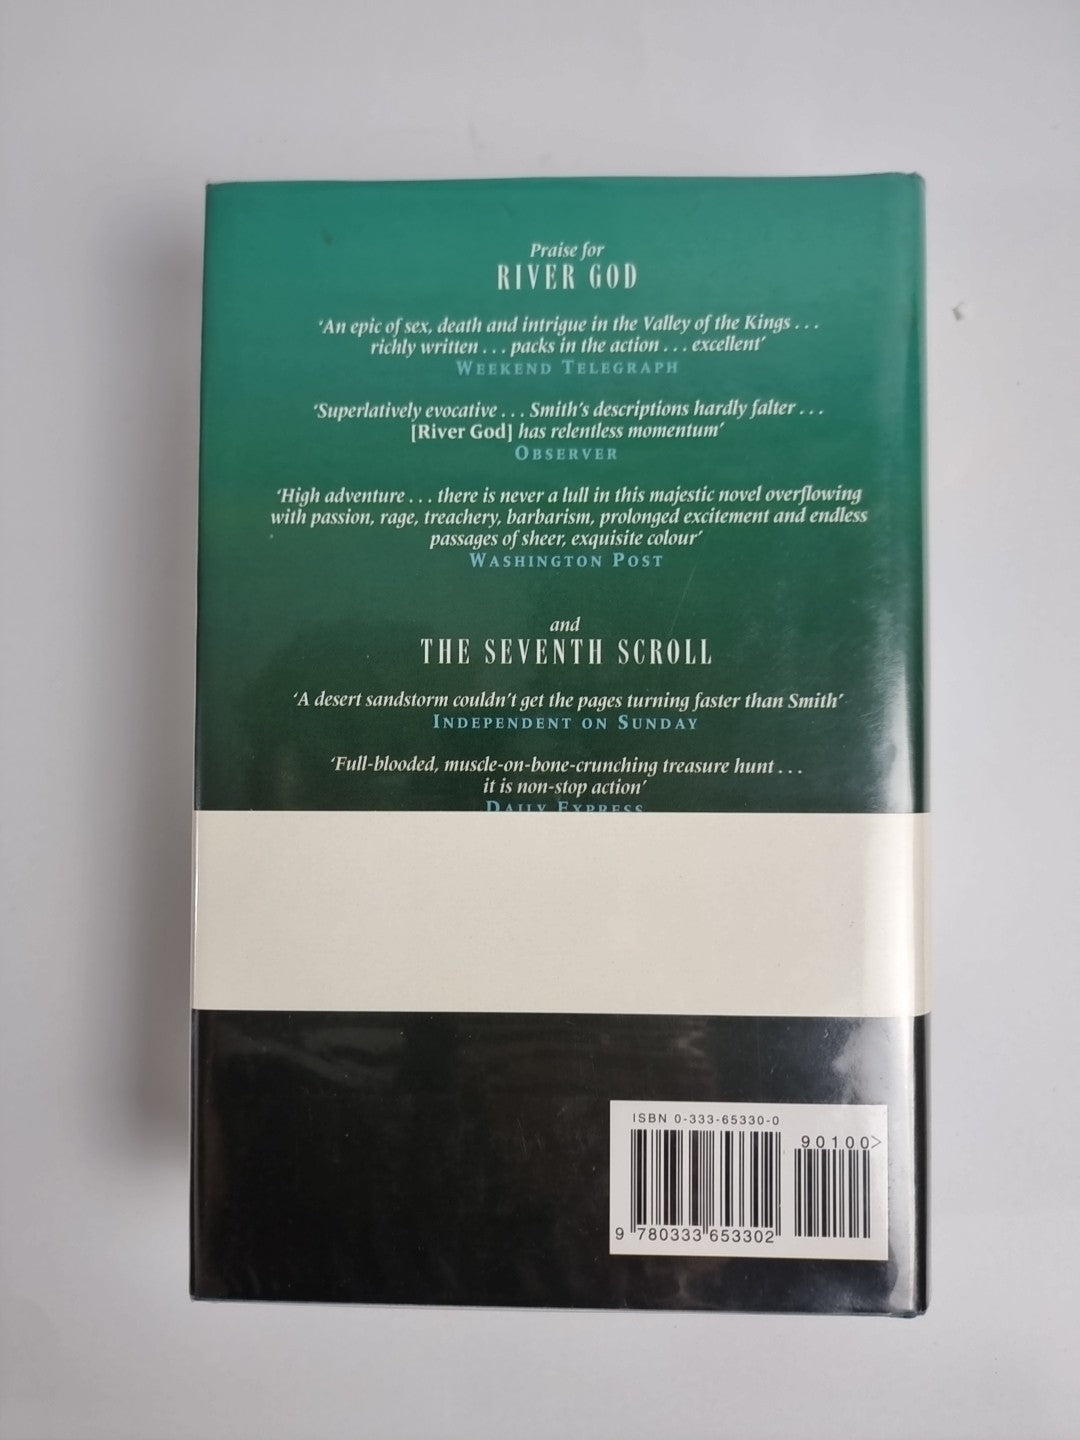 Praise for
RIVER GOD
'An epic of sex, death and intrigue in the Valley of the Kings . . .
richly written . . . packs in the action . . . excellent'
WEEKEND TELEGRAPH
'Superlatively evocative . . . Smith's descriptions hardly falter . . .
[River God] has relentless momentum'
OBSERVER
'High adventure . . . there is never a lull in this majestic novel overflowing
with passion, rage, treachery, barbarism, prolonged excitement and endless
passages of sheer, exquisite colour'
WASHINGTON POST
and
THE SEVENTH SCROLL
'A desert sandstorm couldn't get the pages turning faster than Smith'
INDEPENDENT ON SUNDAY
'Full-blooded, muscle-on-bone-crunching treasure hunt . . .
it is non-stop action'
DAILY EXPRESS
ISBN 0-333-65330-0
90100>
9 780333 653302